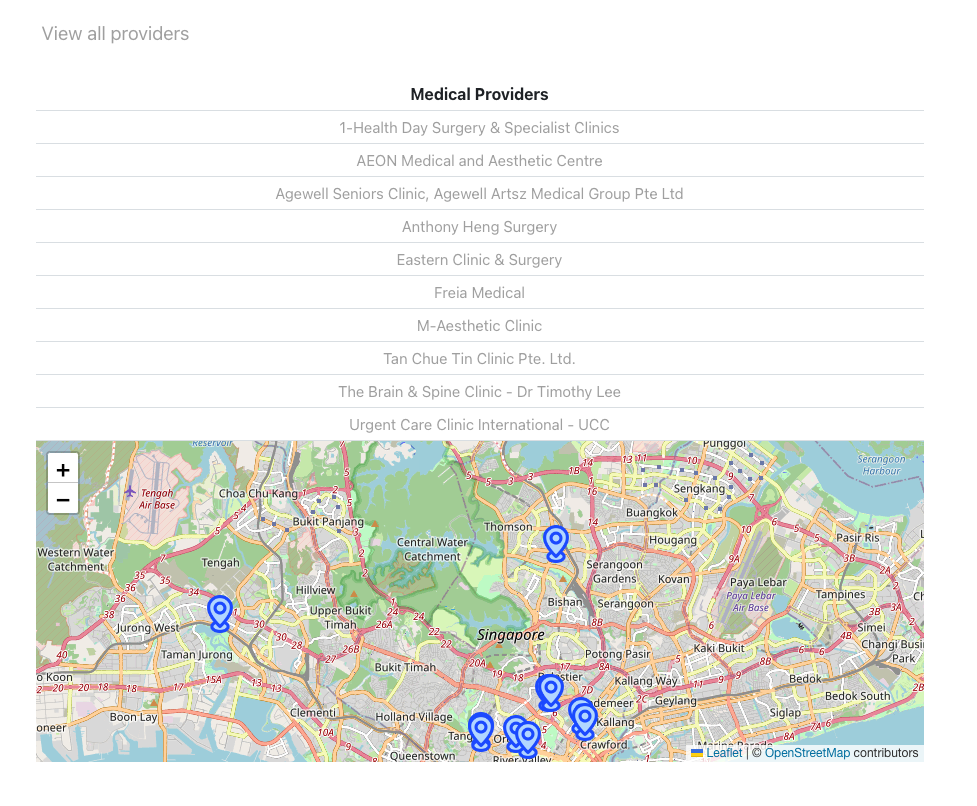 View all providers
Medical Providers
1-Health Day Surgery & Specialist Clinics
AEON Medical and Aesthetic Centre
Agewell Seniors Clinic, Agewell Artsz Medical Group Pte Ltd
Anthony Heng Surgery
Eastern Clinic & Surgery
Freia Medical
M-Aesthetic Clinic
Tan Chue Tin Clinic Pte. Ltd.
The Brain & Spine Clinic - Dr Timothy Lee
Urgent Care Clinic International - UCC
Reservoir
Punggol
+
−
Serangoon
Harbour
1B
14
11
Tengah
Air Base
Choa Chu Kang
Sengkang
Buangkok
Bukit Panjang
Thomson
Hougang
Pasir Ris
Central Water
Catchment
Western Water
Catchment
Tengah
Serangoon
Gardens
Kovan
Paya Lebar
Paya Lebar
Air Base
Tampines
Hillview
Upper Bukit
Timah
Bishan
Serangoon
Jurong West
Singapore
Simei
Changi Busi
Park
Taman Jurong
Bukit Timah
Potong Pasir
Kaki Bukit
o Koon
Kallang Way
Bedok
Geylang
Bedok South
Boon Lay
Clementi
Holland Village
Siglap
oneer
Kallang
Crawford
Queenstown
River Valley
Marine Parade
Leaflet | © OpenStreetMap contributors